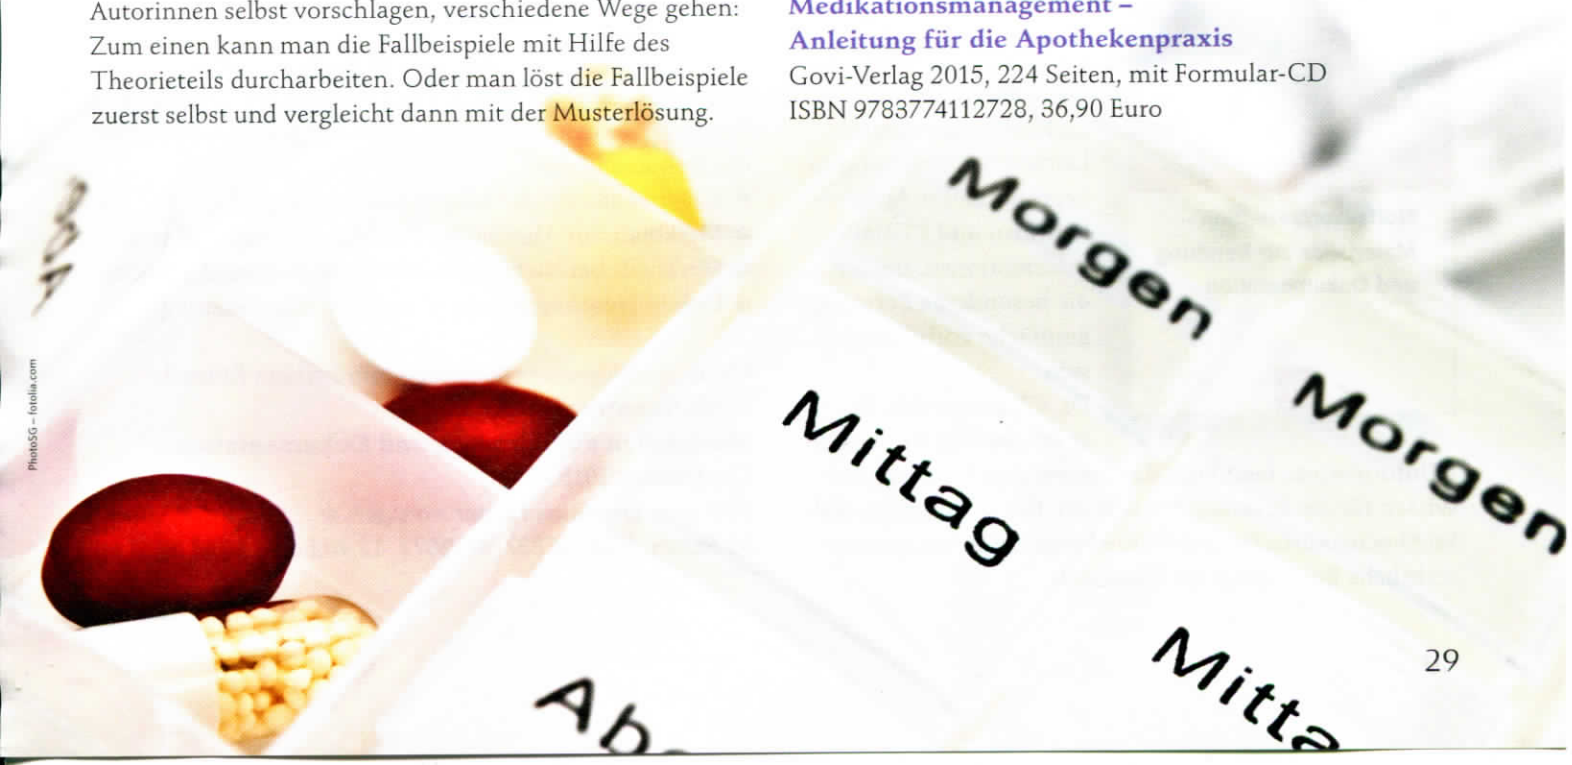 Autorinnen selbst vorschlagen, verschiedene Wege gehen:
Zum einen kann man die Fallbeispiele mit Hilfe des
Theorieteils durcharbeiten. Oder man löst die Fallbeispiele
zuerst selbst und vergleicht dann mit der Musterlösung.
Medikationsmanagement –
Anleitung für die Apothekenpraxis
Govi-Verlag 2015, 224 Seiten, mit Formular-CD
ISBN 9783774112728, 36,90 Euro
PhotoSG – fotolia.com
Morgen
Morgen
Mittag
Mitta
Ab
29